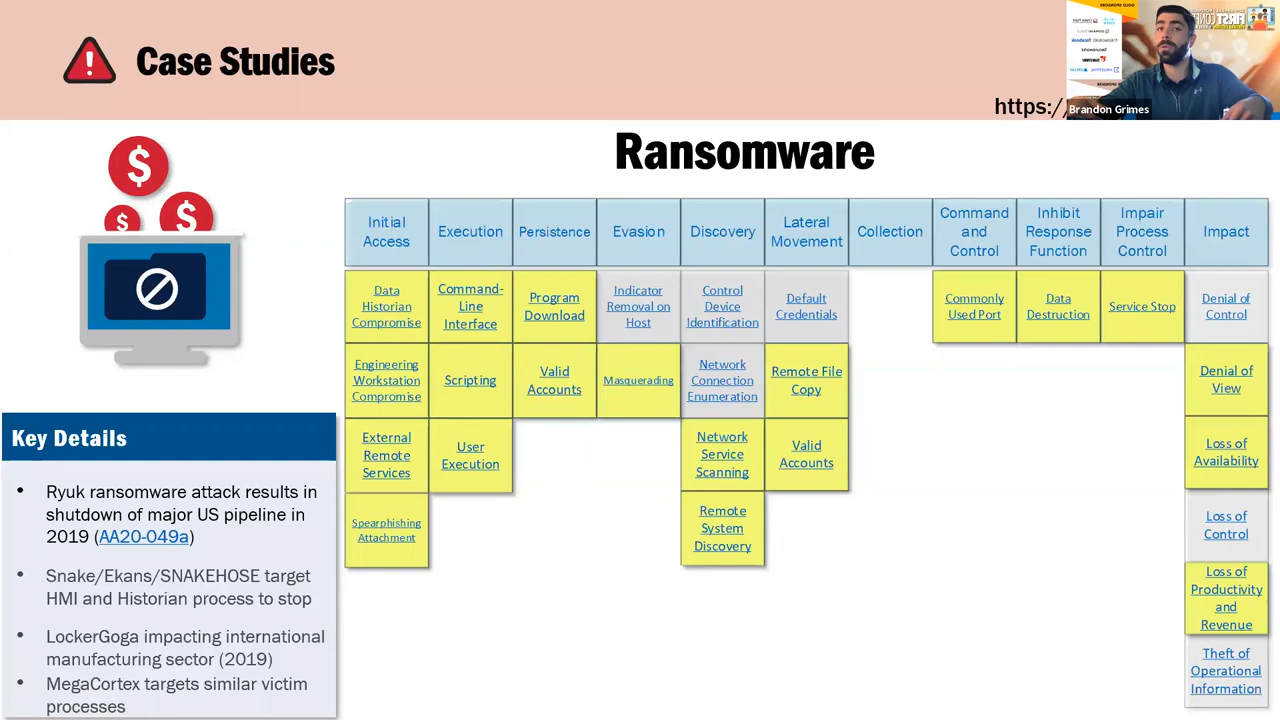 Case Studies
https:/
Brandon Grimes
Ransomware
$
$
$
Initial
Access
Execution
Persistence
Evasion
Discovery
Lateral
Movement
Collection
Command
and
Control
Inhibit
Response
Function
Impair
Process
Control
Impact
Data
Historian
Compromise
Command-
Line
Interface
Program
Download
Indicator
Removal on
Host
Control
Device
Identification
Default
Credentials
Commonly
Used Port
Data
Destruction
Service Stop
Denial of
Control
Engineering
Workstation
Compromise
Scripting
Valid
Accounts
Masquerading
Network
Connection
Enumeration
Remote File
Copy
Denial of
View
External
Remote
Services
User
Execution
Network
Service
Scanning
Valid
Accounts
Loss of
Availability
Spearphishing
Attachment
Remote
System
Discovery
Loss of
Control
Loss of
Productivity
and
Revenue
Theft of
Operational
Information
Key Details
• Ryuk ransomware attack results in
shutdown of major US pipeline in
2019 (AA20-049a)
• Snake/Ekans/SNAKEHOSE target
HMI and Historian process to stop
• LockerGoga impacting international
manufacturing sector (2019)
• MegaCortex targets similar victim
processes